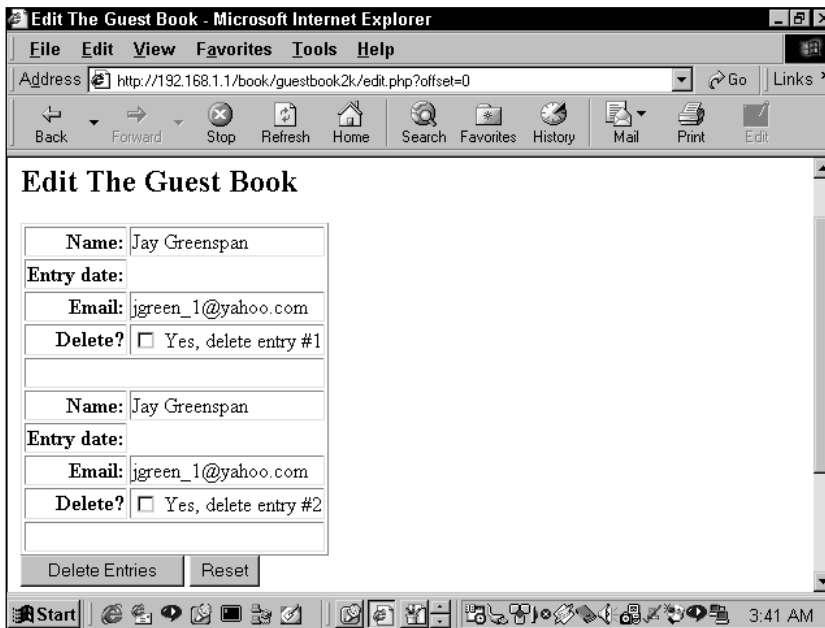 Edit The Guest Book - Microsoft Internet Explorer
File Edit View Favorites Tools Help
Address http://192.168.1.1/book/guestbook2k/edit.php?offset=0 Go Links
Back Forward Stop Refresh Home Search Favorites History Mail Print Edit
Edit The Guest Book
Name: Jay Greenspan
Entry date:
Email: jgreen_1@yahoo.com
Delete? Yes, delete entry #1
Name: Jay Greenspan
Entry date:
Email: jgreen_1@yahoo.com
Delete? Yes, delete entry #2
Delete Entries Reset
Start 3:41 AM